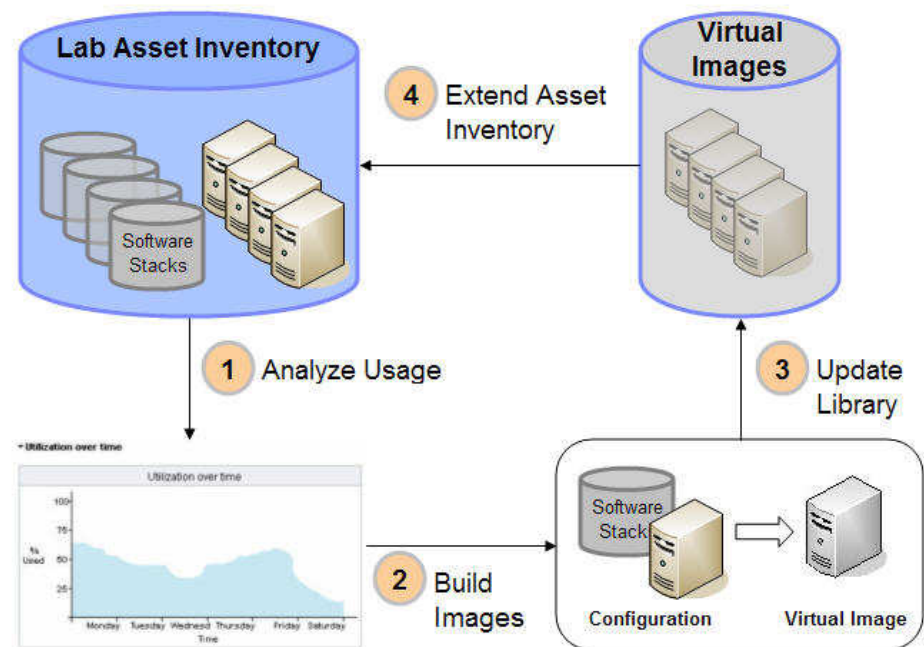 Lab Asset Inventory
Software
Stacks
Virtual
Images
4 Extend Asset
Inventory
1 Analyze Usage
3 Update
Library
Utilization over time
Utilization over time
100
75
50
25
%
Used
Monday Tuesday Wednesd Thursday Friday Saturday
Time
2 Build
Images
Software
Stacks
Configuration
Virtual Image